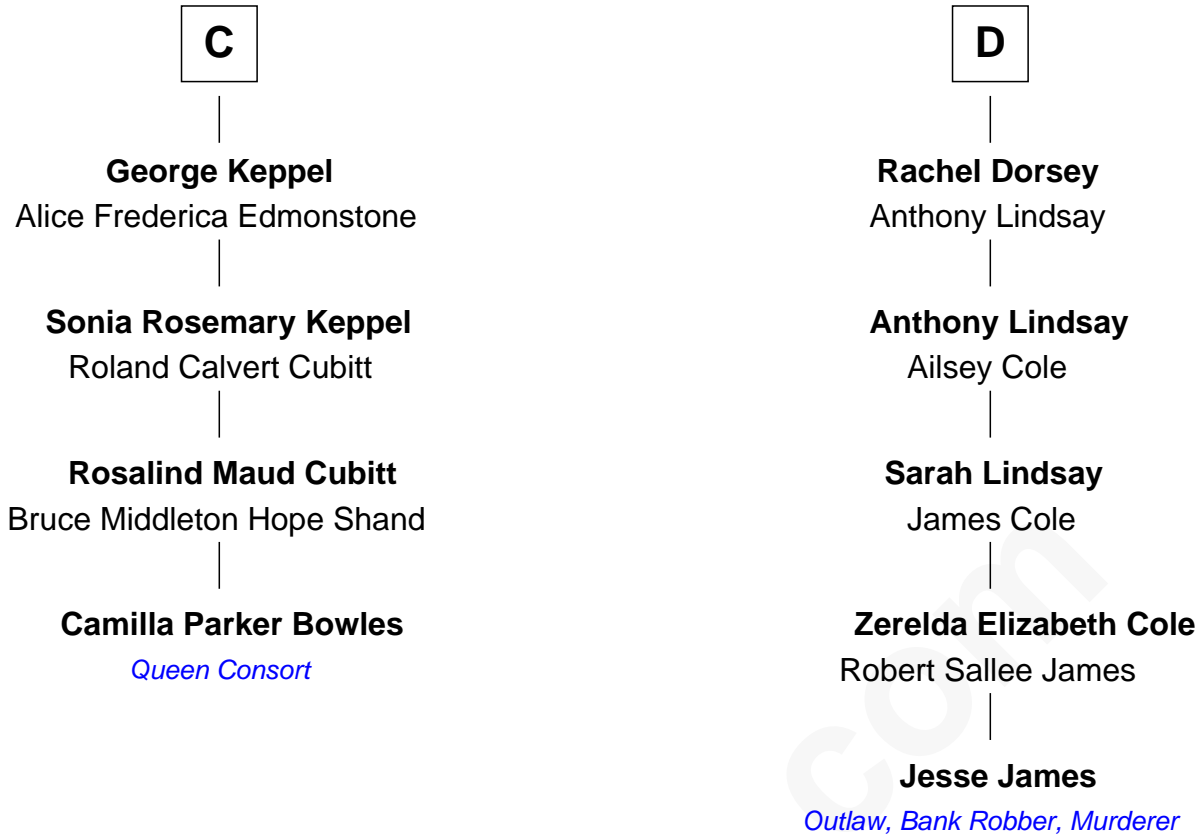 C
George Keppel
Alice Frederica Edmonstone
Sonia Rosemary Keppel
Roland Calvert Cubitt
Rosalind Maud Cubitt
Bruce Middleton Hope Shand
Camilla Parker Bowles
Queen Consort
D
Rachel Dorsey
Anthony Lindsay
Anthony Lindsay
Ailsey Cole
Sarah Lindsay
James Cole
Zerelda Elizabeth Cole
Robert Sallee James
Jesse James
Outlaw, Bank Robber, Murderer
com